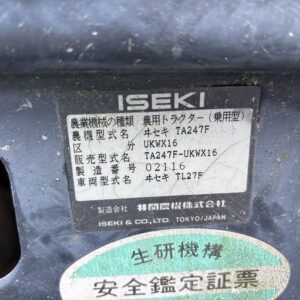 ISEKI
農業機械の種類 農用トラクター（乗用型）
農機型式名 ヰセキ TA247F
区分 UKWX16
販売型式名 TA247F-UKWX16
製造番号 02116
車両型式名 ヰセキ TL27F
製造会社 井関農機株式会社
ISEKI & CO., LTD. TOKYO/JAPAN
生研機構
安全鑑定証票